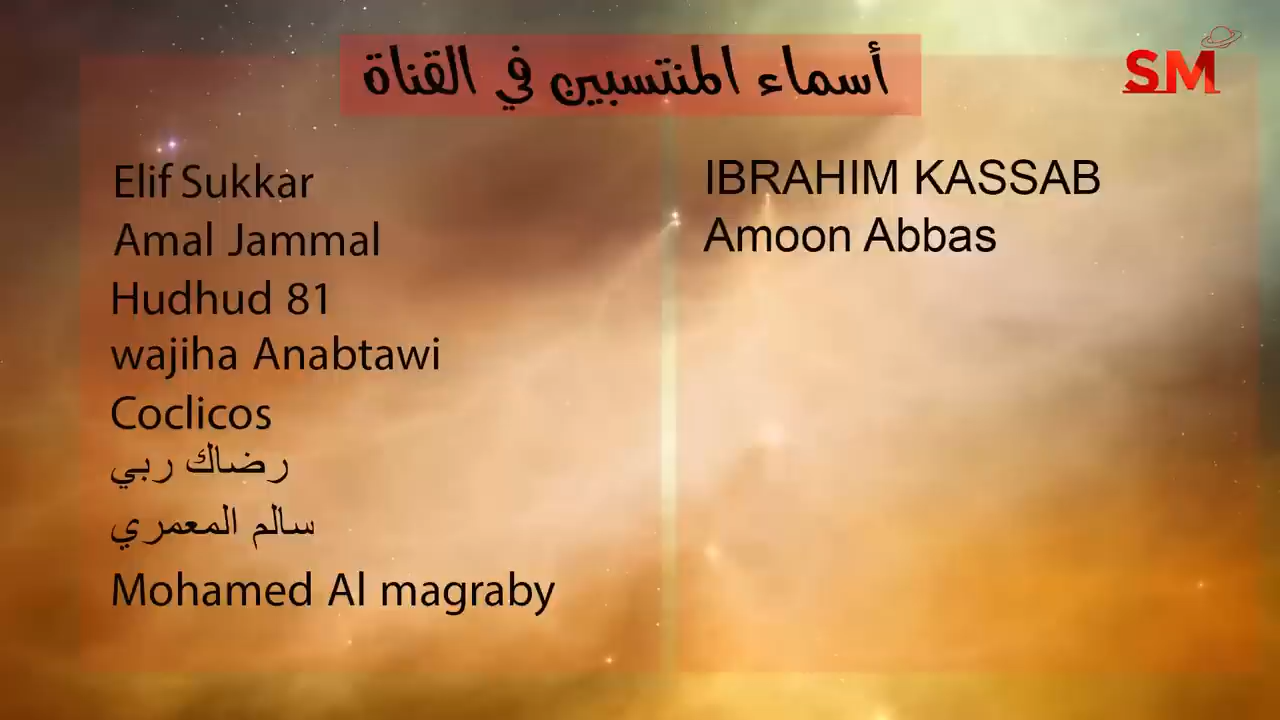 أسماء المنتسبين في القناة
SM
Elif Sukkar
Amal Jammal
Hudhud 81
wajiha Anabtawi
Coclicos
رضاك ربي
سالم المعمري
Mohamed Al magraby
IBRAHIM KASSAB
Amoon Abbas